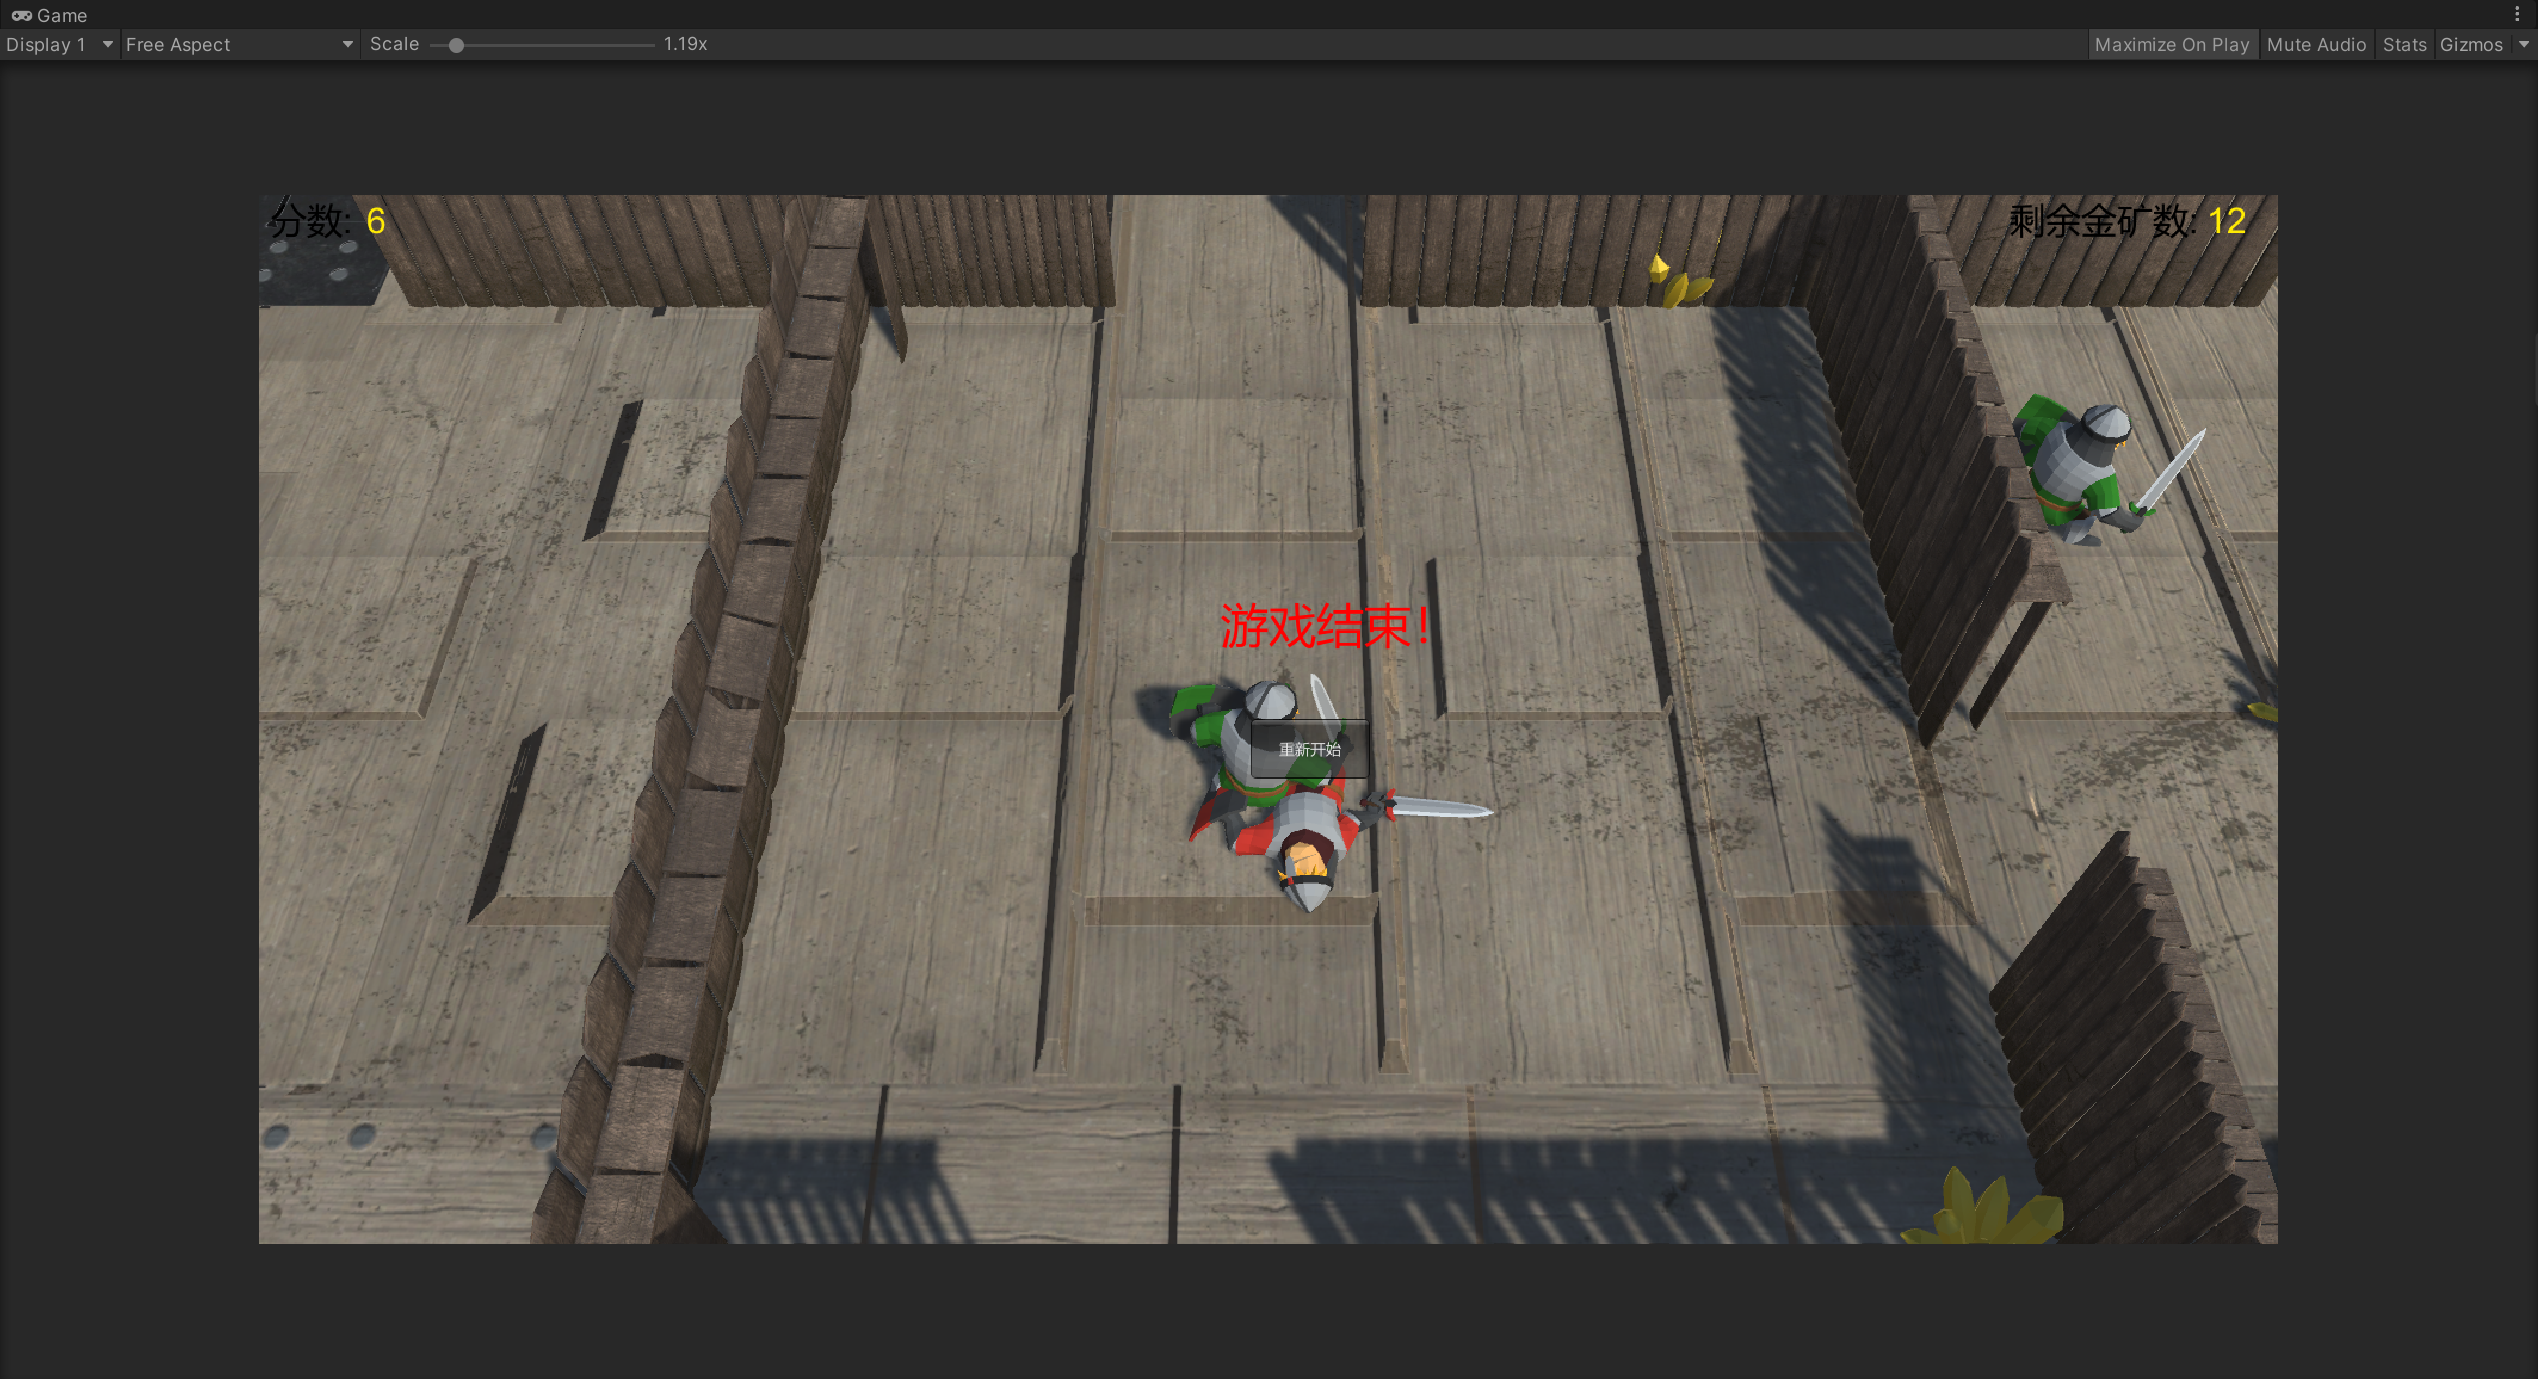 Game
Display 1
Free Aspect
Scale
1.19x
Maximize On Play
Mute Audio
Stats
Gizmos
分数: 6
剩余金矿数: 12
游戏结束!
重新开始